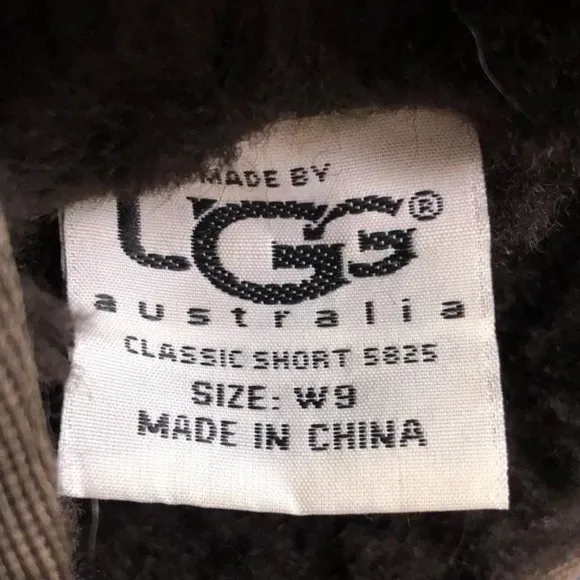 MADE BY
UGG®
australia
CLASSIC SHORT 5825
SIZE: W9
MADE IN CHINA